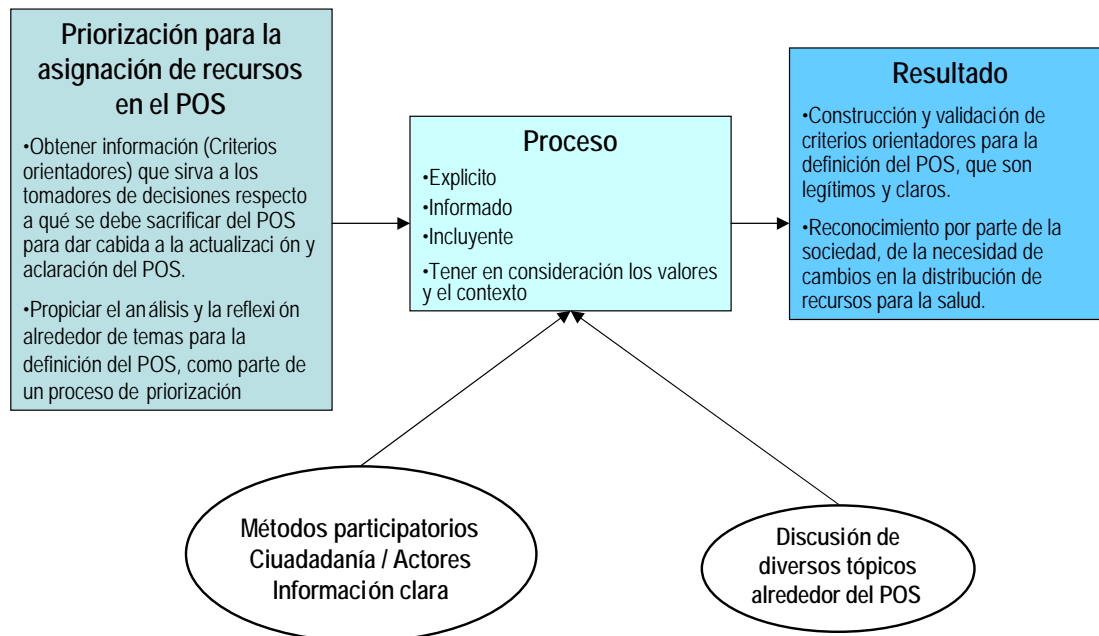 Priorización para la
asignación de recursos
en el POS
•Obtener información (Criterios
orientadores) que sirva a los
tomadores de decisiones respecto
a qué se debe sacrificar del POS
para dar cabida a la actualizaci ón y
aclaración del POS.
•Propiciar el an álisis y la reflexi ón
alrededor de temas para la
definición del POS, como parte de
un proceso de priorización
Proceso
•Explicito
•Informado
•Incluyente
•Tener en consideración los valores
y el contexto
Resultado
•Construcción y validación de
criterios orientadores para la
definición del POS, que son
legítimos y claros.
•Reconocimiento por parte de la
sociedad, de la necesidad de
cambios en la distribución de
recursos para la salud.
Métodos participatorios
Ciuadadanía / Actores
Información clara
Discusión de
diversos tópicos
alrededor del POS